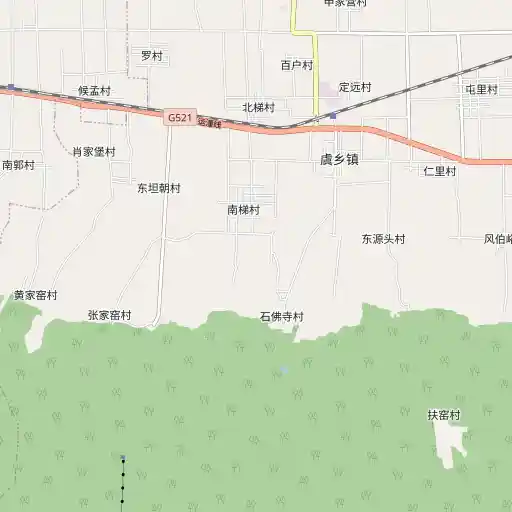 申家营村
罗村
百户村
候孟村
定远村
屯里村
北梯村
G521
肖家堡村
虞乡镇
南郭村
仁里村
东坦朝村
南梯村
东源头村
风伯峪
黄家窑村
张家窑村
石佛寺村
扶窑村